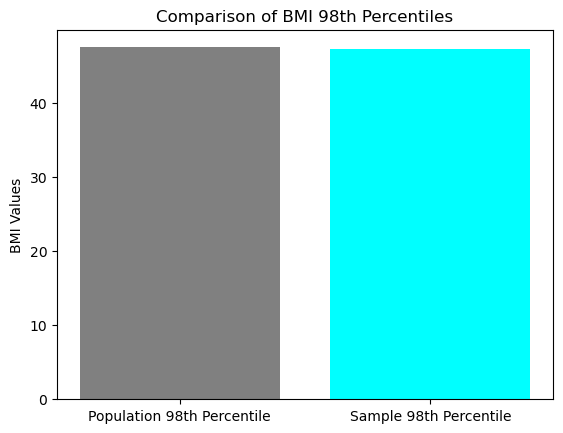 Comparison of BMI 98th Percentiles
BMI Values
40
30
20
10
0
Population 98th Percentile
Sample 98th Percentile